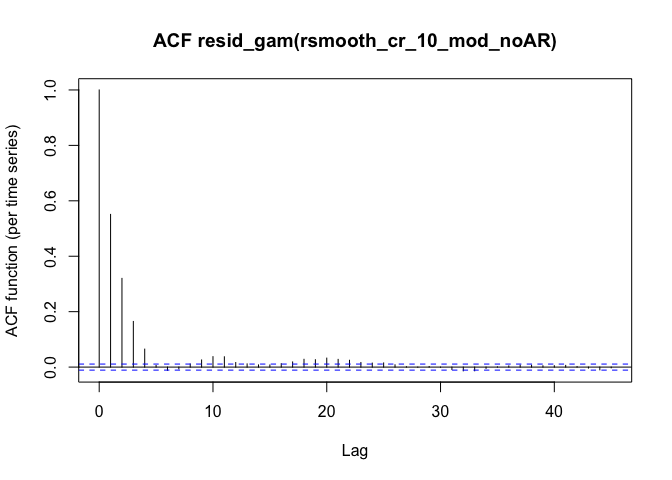 ACF resid_gam(rsmooth_cr_10_mod_noAR)
ACF function (per time series)
1.0
0.8
0.6
0.4
0.2
0.0
0 10 20 30 40
Lag